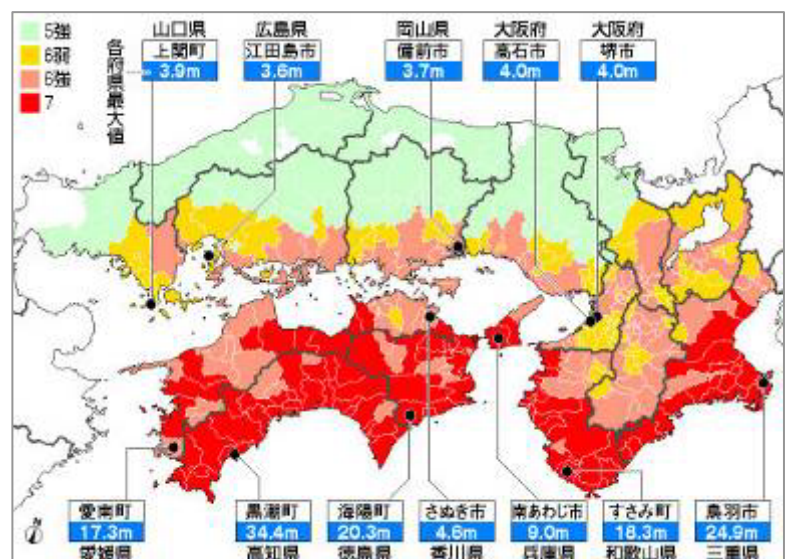 5強
6弱
6強
7
各府県最大値
山口県
上関町
3.9m
広島県
江田島市
3.6m
岡山県
備前市
3.7m
大阪府
高石市
4.0m
大阪府
堺市
4.0m
愛南町
17.3m
愛媛県
黒潮町
34.4m
高知県
海陽町
20.3m
徳島県
さぬき市
4.6m
香川県
南あわじ市
9.0m
兵庫県
すさみ町
18.3m
和歌山県
鳥羽市
24.9m
三重県
N